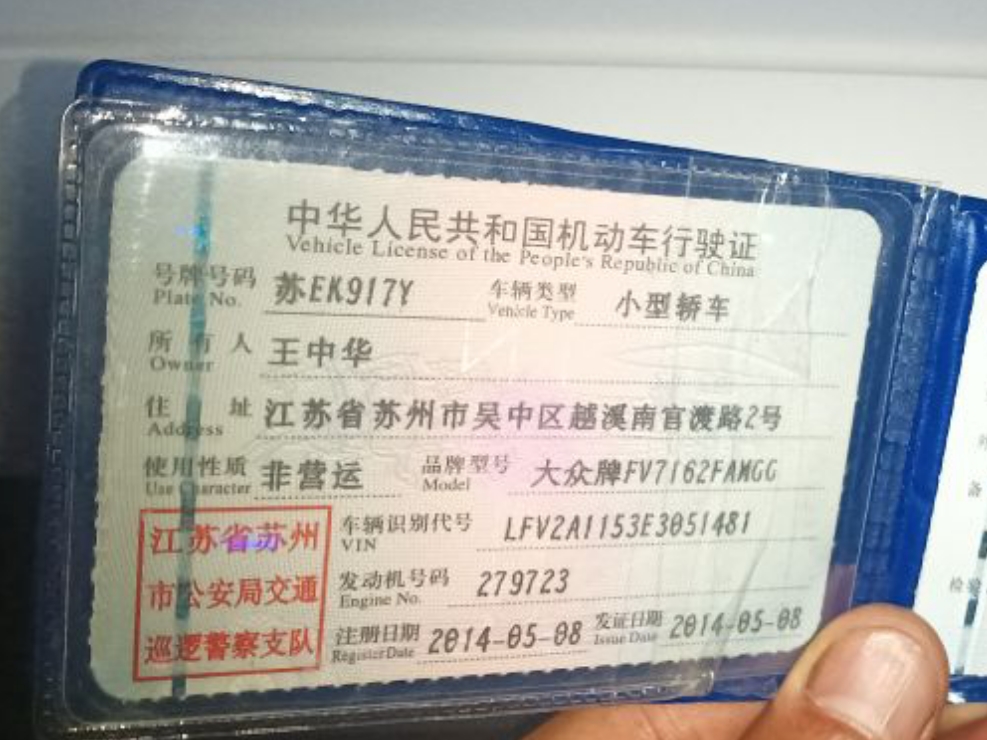 中华人民共和国机动车行驶证
Vehicle License of the People's Republic of China
号牌号码 苏EK917Y 车辆类型 小型轿车
Plate No. Vehicle Type
所有人 王中华
Owner
住址 江苏省苏州市吴中区越溪南官渡路2号
Address
使用性质 非营运 品牌型号 大众牌FV7162FAMGG
Use Character Model
江苏省苏州
市公安局交通
巡逻警察支队
车辆识别代号 LFV2A1153E3051481
VIN
发动机号码 279723
Engine No.
注册日期 2014-05-08 发证日期 2014-05-08
Register Date Issue Date
备
检验